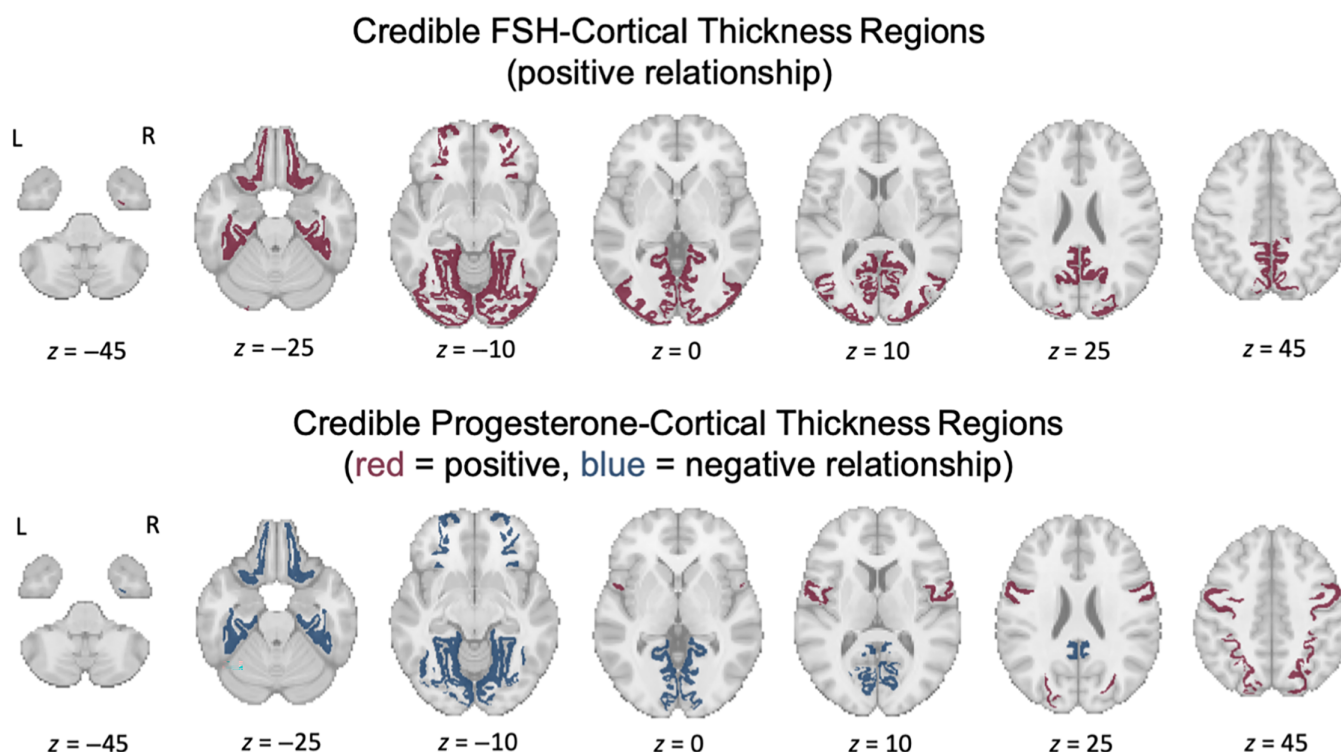 Credible FSH-Cortical Thickness Regions
(positive relationship)
L R
z = −45 z = −25 z = −10 z = 0 z = 10 z = 25 z = 45
Credible Progesterone-Cortical Thickness Regions
(red = positive, blue = negative relationship)
L R
z = −45 z = −25 z = −10 z = 0 z = 10 z = 25 z = 45